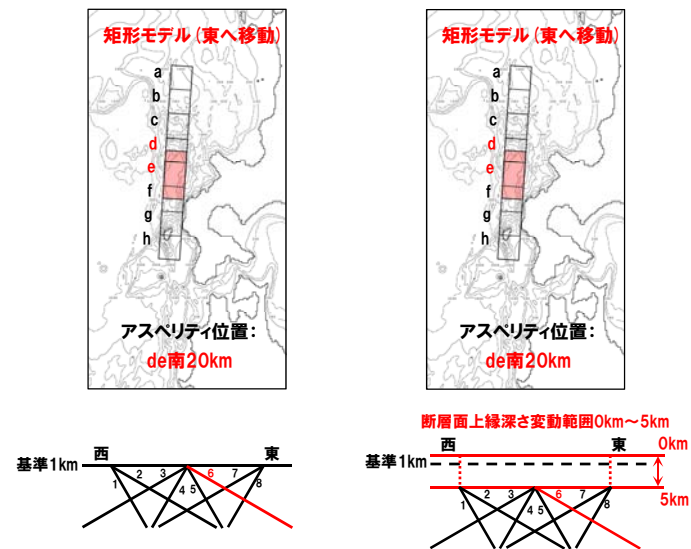 矩形モデル(東へ移動)
a
b
c
d
e
f
g
h
アスペリティ位置：
de南20km
矩形モデル(東へ移動)
a
b
c
d
e
f
g
h
アスペリティ位置：
de南20km
西 東
基準1km
1 2 3 4 5 6 7 8
断層面上縁深さ変動範囲0km～5km
西 東 0km
基準1km
5km
1 2 3 4 5 6 7 8